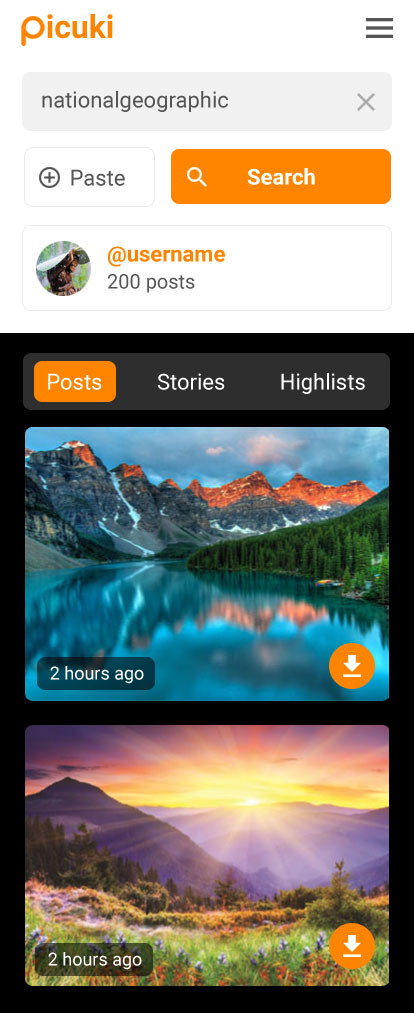 picuki
nationalgeographic
Paste
Search
@username
200 posts
Posts
Stories
Highlists
2 hours ago
2 hours ago